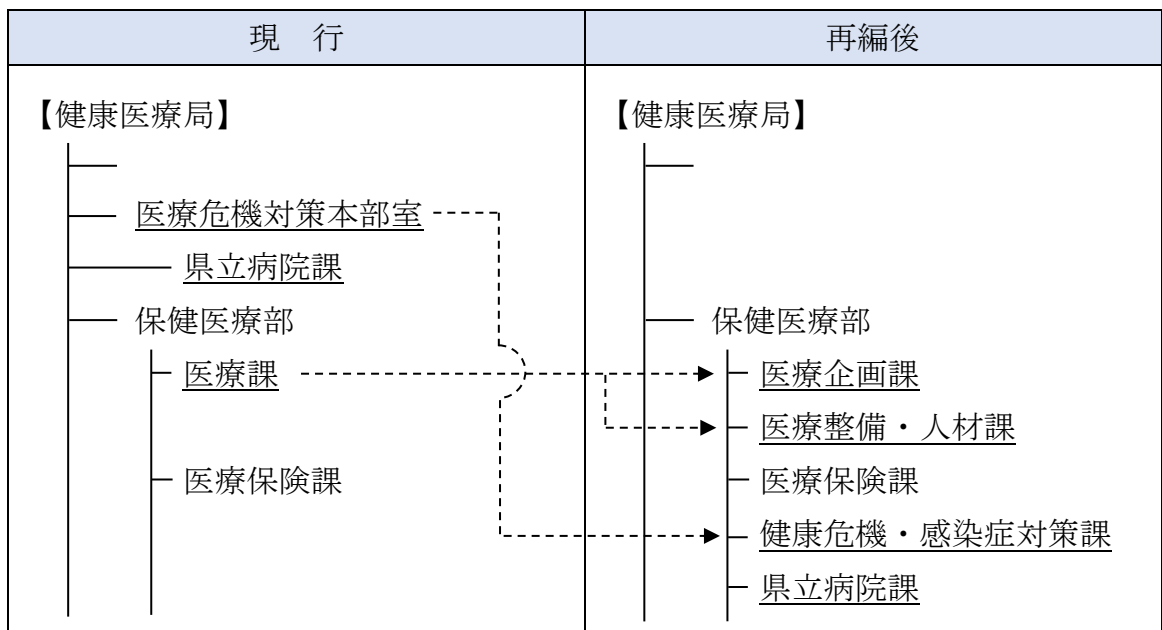 現　行
再編後
【健康医療局】
医療危機対策本部室
県立病院課
保健医療部
医療課
医療保険課
【健康医療局】
保健医療部
医療企画課
医療整備・人材課
医療保険課
健康危機・感染症対策課
県立病院課